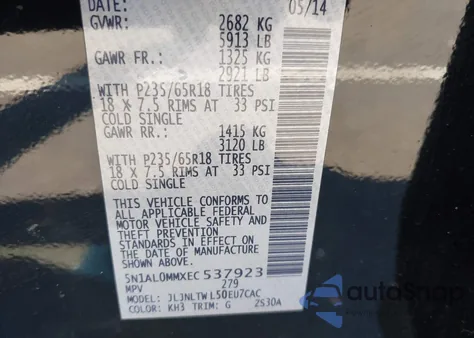 DATE: 05/14
GVWR: 2682 KG
5913 LB
GAWR FR.: 1325 KG
2921 LB
WITH P235/65R18 TIRES
18 X 7.5 RIMS AT 33 PSI
COLD SINGLE
GAWR RR.: 1415 KG
3120 LB
WITH P235/65R18 TIRES
18 X 7.5 RIMS AT 33 PSI
COLD SINGLE
THIS VEHICLE CONFORMS TO
ALL APPLICABLE FEDERAL
MOTOR VEHICLE SAFETY AND
THEFT PREVENTION
STANDARDS IN EFFECT ON
THE DATE OF MANUFACTURE
SHOWN ABOVE.
5N1AL0MMXEC537923
MPV 279
MODEL: JLJNLTWL50EU7CAC
COLOR: KH3 TRIM: G 2S30A
autoSnap